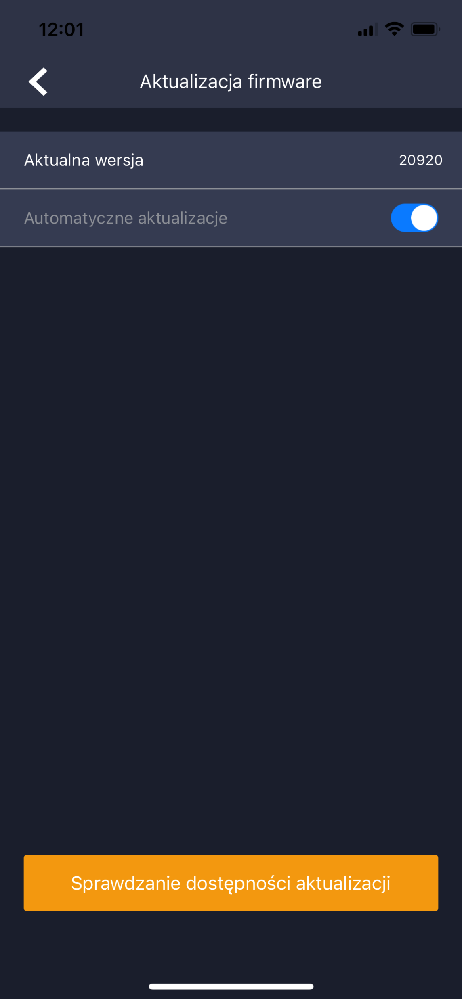 12:01
Aktualizacja firmware
Aktualna wersja 20920
Automatyczne aktualizacje
Sprawdzanie dostępności aktualizacji